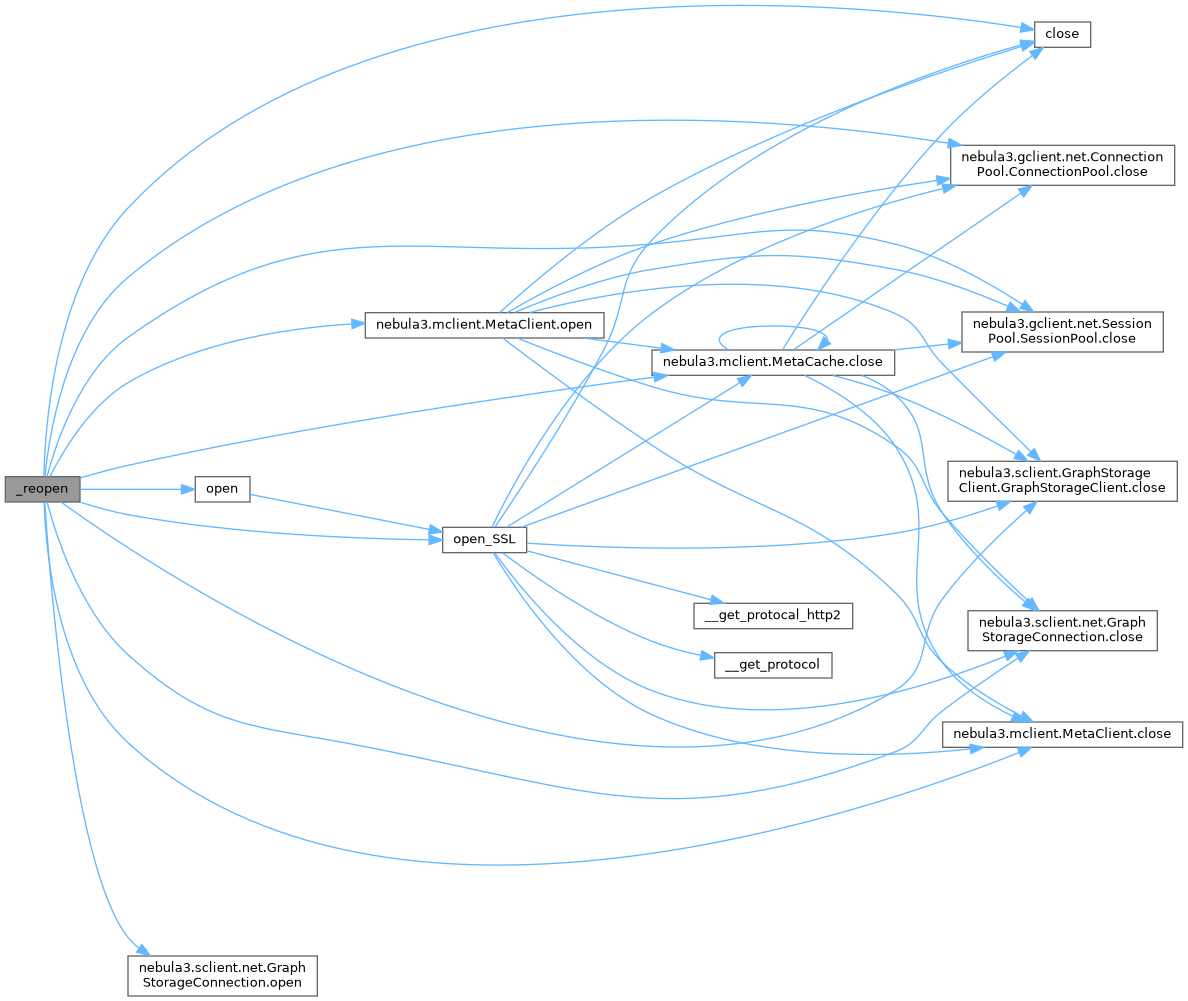 close
nebula3.gclient.net.Connection
Pool.ConnectionPool.close
nebula3.mclient.MetaClient.open
nebula3.gclient.net.Session
Pool.SessionPool.close
nebula3.mclient.MetaCache.close
_reopen
open
nebula3.sclient.GraphStorage
Client.GraphStorageClient.close
open_SSL
__get_protocal_http2
nebula3.sclient.net.Graph
StorageConnection.close
__get_protocol
nebula3.mclient.MetaClient.close
nebula3.sclient.net.Graph
StorageConnection.open